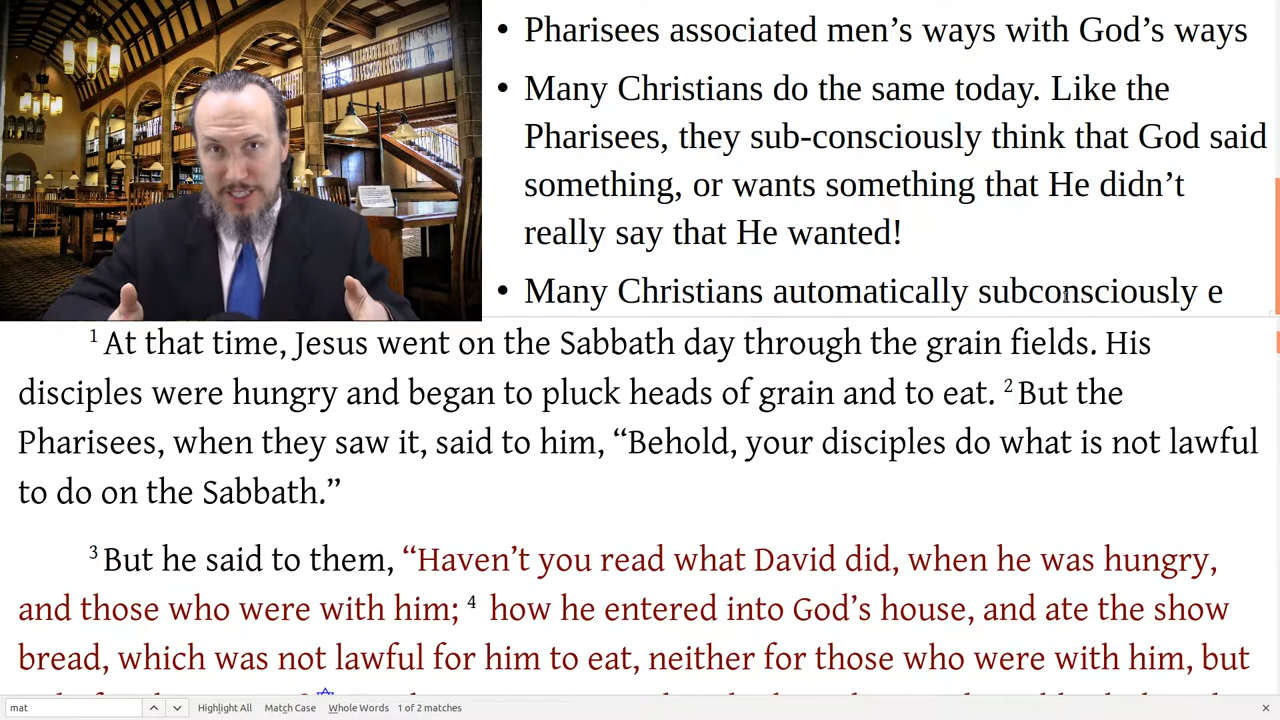 • Pharisees associated men’s ways with God’s ways
• Many Christians do the same today. Like the
Pharisees, they sub-consciously think that God said
something, or wants something that He didn’t
really say that He wanted!
• Many Christians automatically subconsciously e
1 At that time, Jesus went on the Sabbath day through the grain fields. His
disciples were hungry and began to pluck heads of grain and to eat. 2 But the
Pharisees, when they saw it, said to him, “Behold, your disciples do what is not lawful
to do on the Sabbath.”
3 But he said to them, “Haven’t you read what David did, when he was hungry,
and those who were with him; 4 how he entered into God’s house, and ate the show
bread, which was not lawful for him to eat, neither for those who were with him, but
mat Highlight All Match Case Whole Words 1 of 2 matches